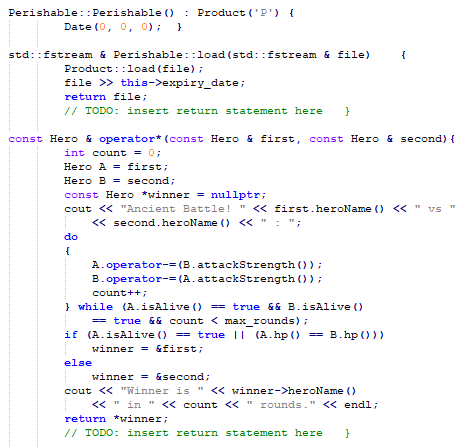 Perishable::Perishable() : Product('P') {
Date(0, 0, 0);  }
std::fstream & Perishable::load(std::fstream & file)    {
Product::load(file);
file >> this->expiry_date;
return file;
// TODO: insert return statement here   }
const Hero & operator*(const Hero & first, const Hero & second){
int count = 0;
Hero A = first;
Hero B = second;
const Hero *winner = nullptr;
cout << "Ancient Battle! " << first.heroName() << " vs "
<< second.heroName() << " : ";
do
{
A.operator-=(B.attackStrength());
B.operator-=(A.attackStrength());
count++;
} while (A.isAlive() == true && B.isAlive()
== true && count < max_rounds);
if (A.isAlive() == true || (A.hp() == B.hp()))
winner = &first;
else
winner = &second;
cout << "Winner is " << winner->heroName()
<< " in " << count << " rounds." << endl;
return *winner;
// TODO: insert return statement here   }